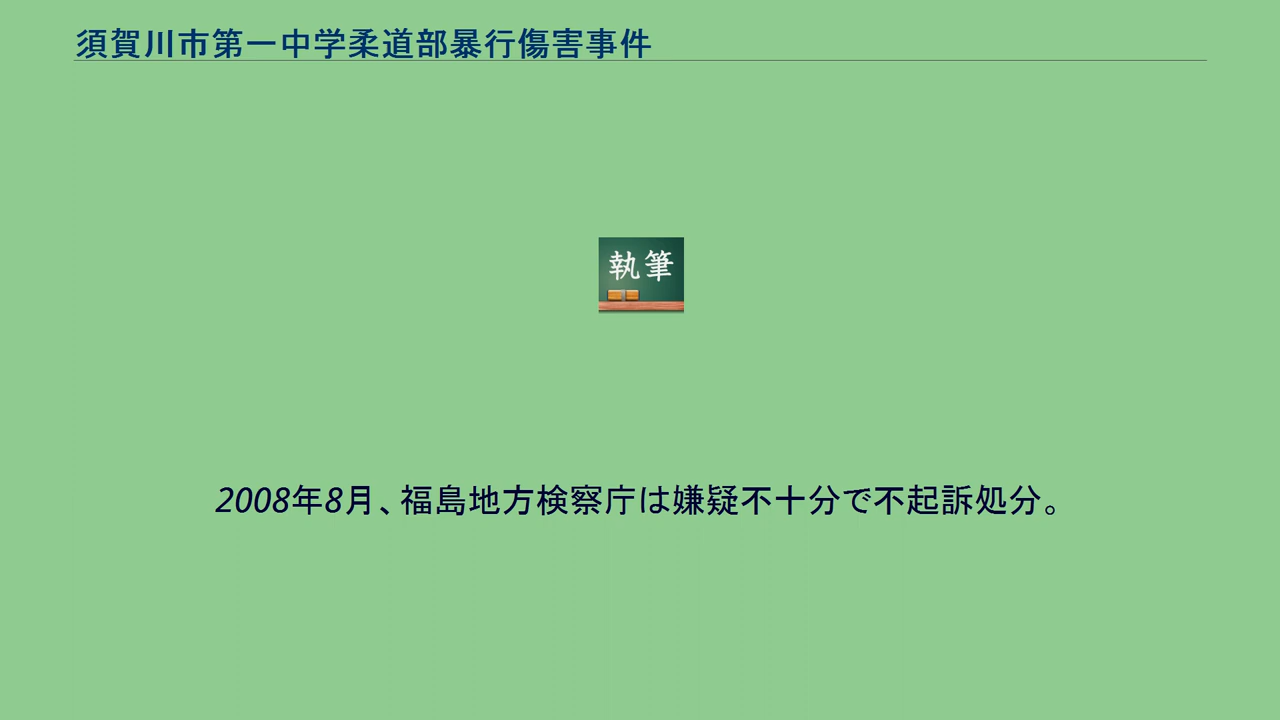 須賀川市第一中学柔道部暴行傷害事件
執筆
2008年8月、福島地方検察庁は嫌疑不十分で不起訴処分。